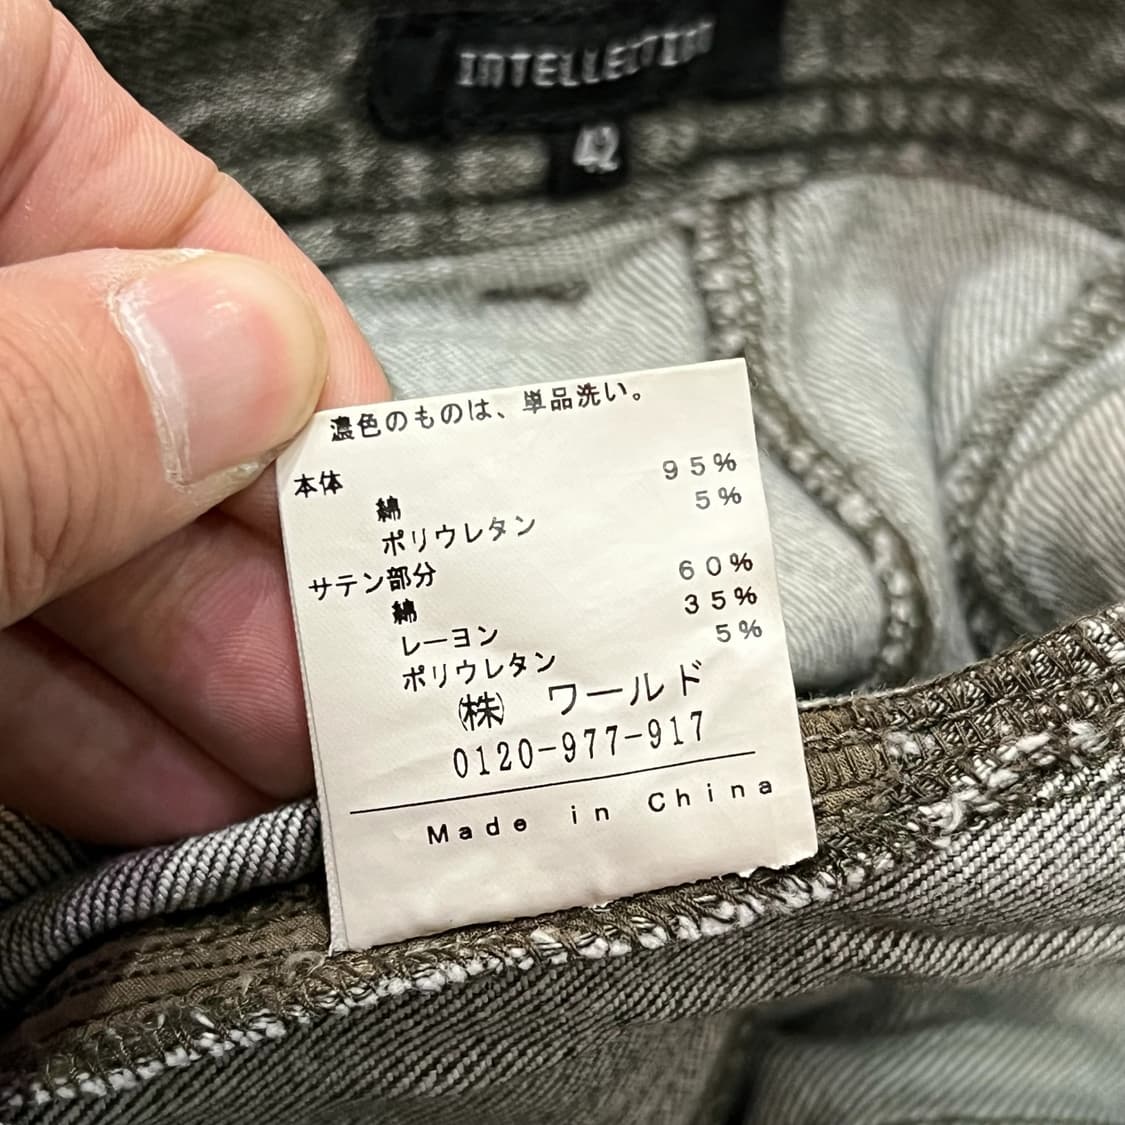 42
濃色のものは、単品洗い。
本体
綿 95%
ポリウレタン 5%
サテン部分
綿 60%
レーヨン 35%
ポリウレタン 5%
㈱ ワールド
0120-977-917
Made in China